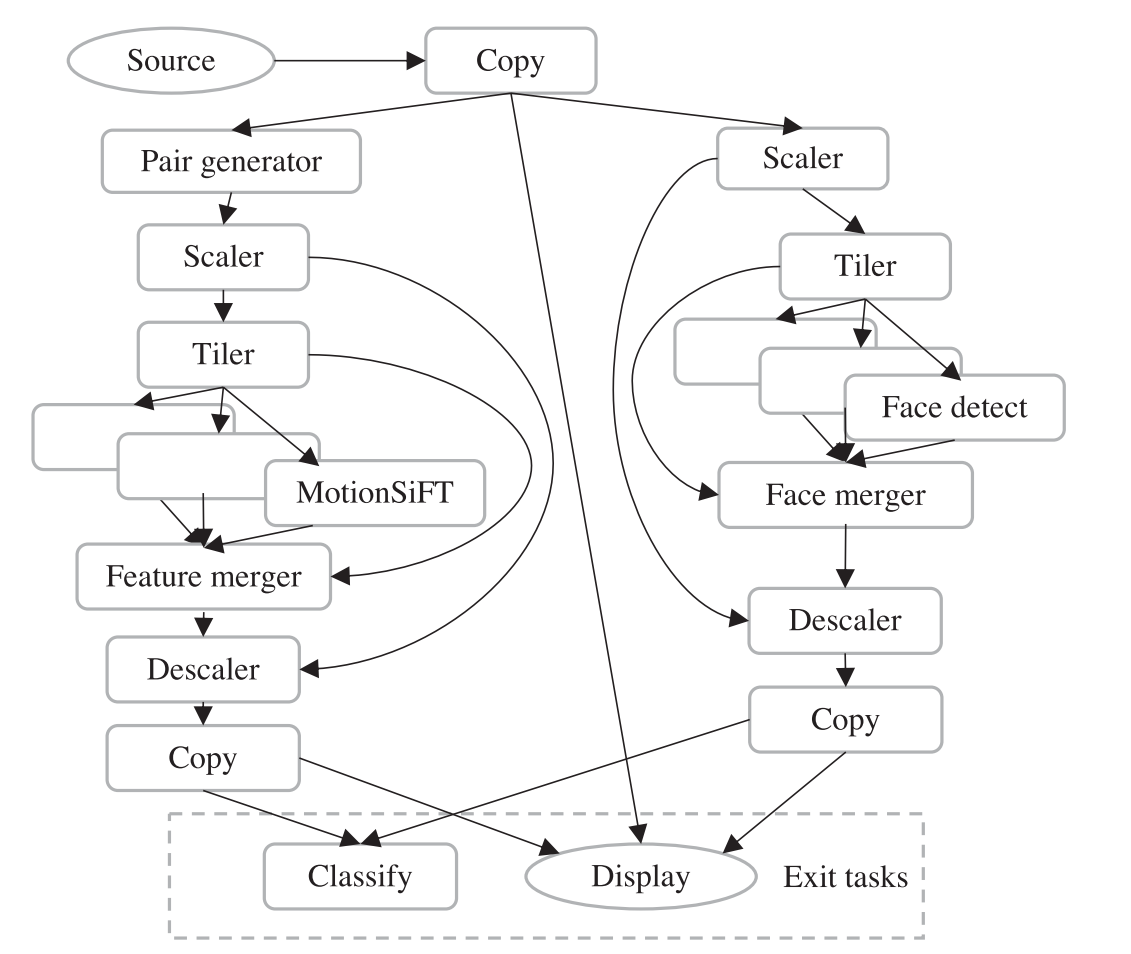 Source
Copy
Pair generator
Scaler
Scaler
Tiler
Tiler
Face detect
MotionSiFT
Face merger
Feature merger
Descaler
Descaler
Copy
Copy
Classify
Display
Exit tasks